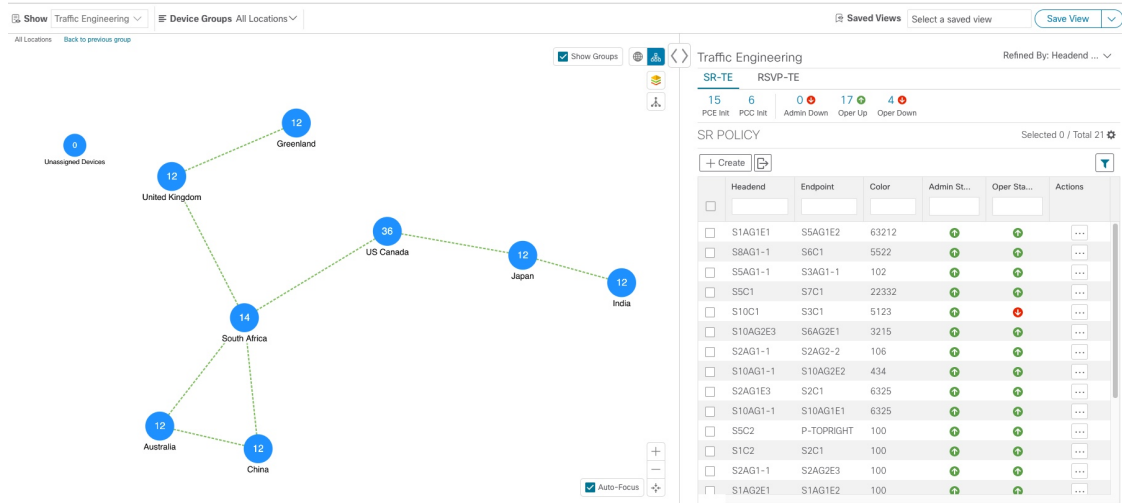 Show Traffic Engineering Device Groups All Locations Saved Views Select a saved view Save View
All Locations Back to previous group
Show Groups
12
Greenland
0
Unassigned Devices
12
United Kingdom
36
US Canada
12
Japan
12
India
14
South Africa
12
Australia
12
China
Auto-Focus
Traffic Engineering Refined By: Headend ...
SR-TE RSVP-TE
15 6 0 17 4
PCE Init PCC Init Admin Down Oper Up Oper Down
SR POLICY Selected 0 / Total 21
+ Create
Headend Endpoint Color Admin St... Oper Sta... Actions
S1AG1E1 S5AG1E2 63212 ...
S8AG1-1 S6C1 5522 ...
S5AG1-1 S3AG1-1 102 ...
S5C1 S7C1 22332 ...
S10C1 S3C1 5123 ...
S10AG2E3 S6AG2E1 3215 ...
S2AG1-1 S2AG2-2 106 ...
S10AG1-1 S10AG2E2 434 ...
S2AG1E3 S2C1 6325 ...
S10AG1-1 S10AG1E1 6325 ...
S5C2 P-TOPRIGHT 100 ...
S1C2 S2C1 100 ...
S2AG1-1 S2AG2E3 100 ...
S1AG2E1 S1AG1E2 100 ...